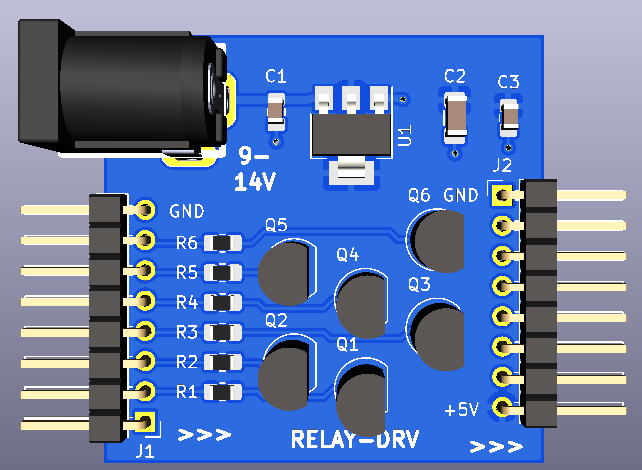 C1
C2
C3
U1
9-
14V
J2
Q6 GND
GND
Q5
R6
Q4
R5
Q3
R4
R3
Q2
Q1
R2
R1
+5V
>>>
RELAY-DRV
>>>
J1